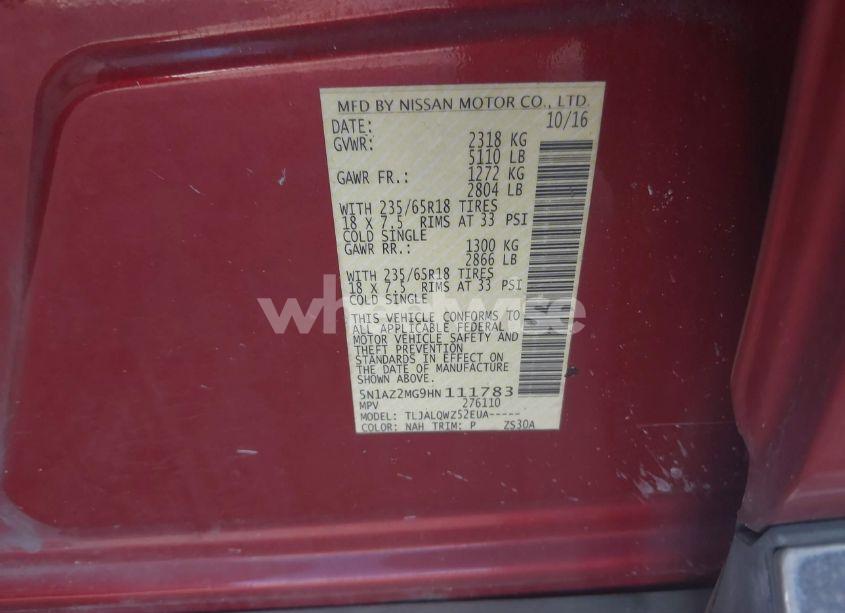 MFD BY NISSAN MOTOR CO., LTD.
DATE: 10/16
GVWR: 2318 KG
5110 LB
GAWR FR.: 1272 KG
2804 LB
WITH 235/65R18 TIRES
18 X 7.5 RIMS AT 33 PSI
COLD SINGLE
GAWR RR.: 1300 KG
2866 LB
WITH 235/65R18 TIRES
18 X 7.5 RIMS AT 33 PSI
COLD SINGLE
wheelwise
THIS VEHICLE CONFORMS TO
ALL APPLICABLE FEDERAL
MOTOR VEHICLE SAFETY AND
THEFT PREVENTION
STANDARDS IN EFFECT ON
THE DATE OF MANUFACTURE
SHOWN ABOVE.
5N1AZ2MG9HN111783
MPV 276110
MODEL: TLJALQWZ52EUA-----
COLOR: NAH TRIM: P ZS30A